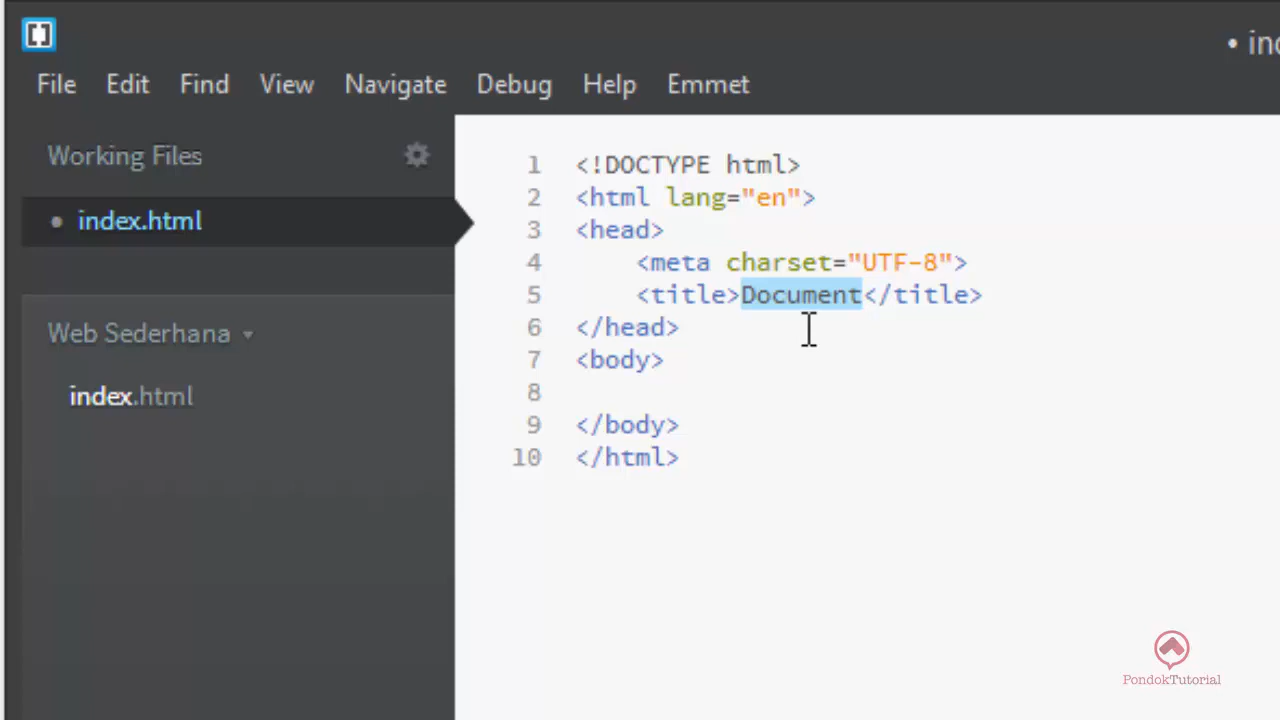 • inc
File Edit Find View Navigate Debug Help Emmet
Working Files
• index.html
Web Sederhana
index.html
1 <!DOCTYPE html>
2 <html lang="en">
3 <head>
4     <meta charset="UTF-8">
5     <title>Document</title>
6 </head>
7 <body>
8
9 </body>
10 </html>
PondokTutorial